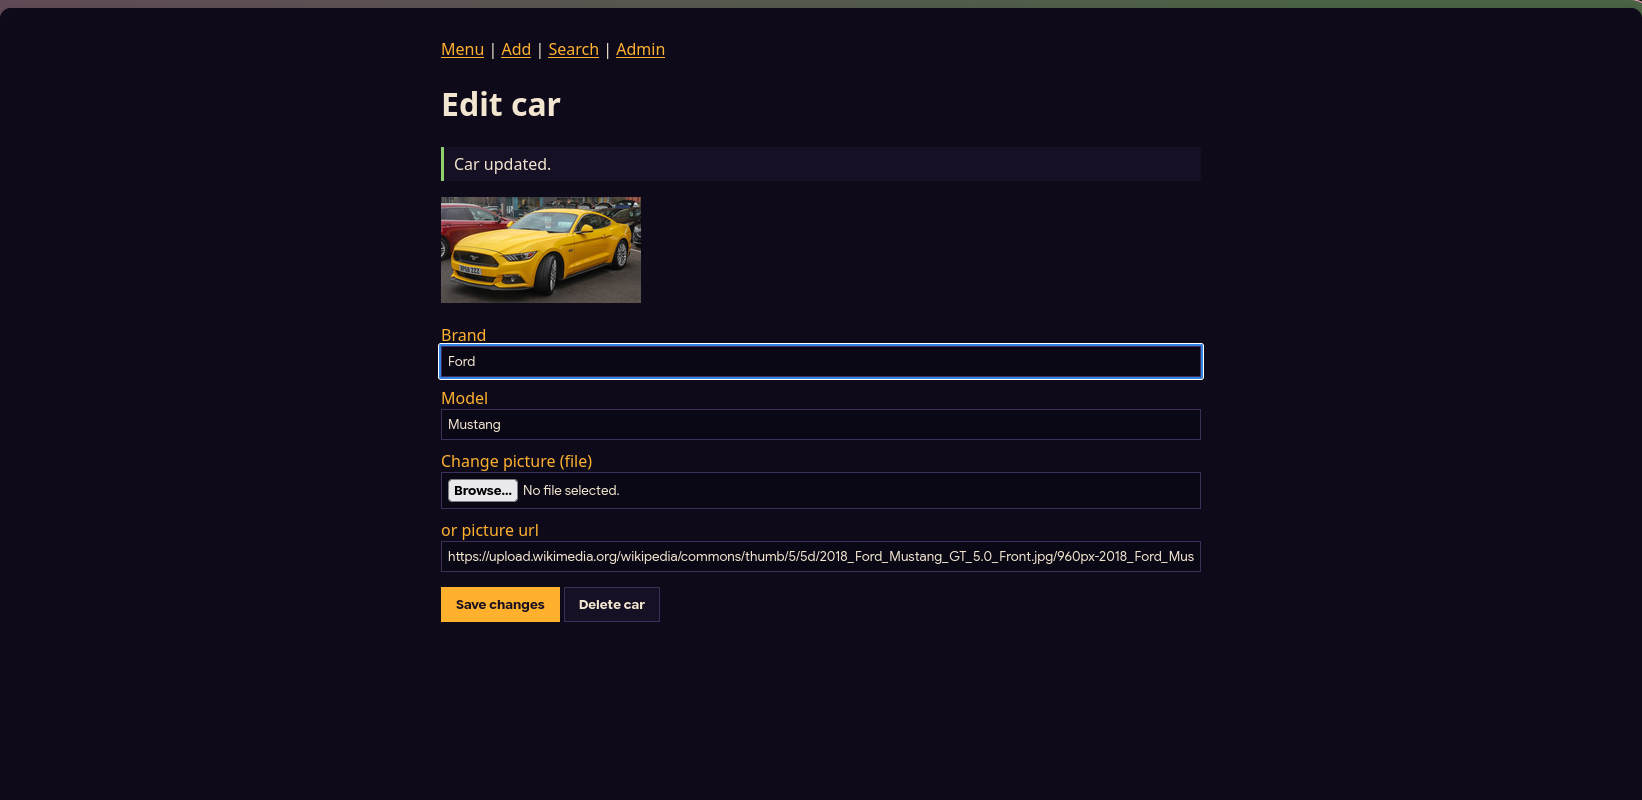 Menu | Add | Search | Admin
Edit car
Car updated.
Brand
Ford
Model
Mustang
Change picture (file)
Browse... No file selected.
or picture url
https://upload.wikimedia.org/wikipedia/commons/thumb/5/5d/2018_Ford_Mustang_GT_5.0_Front.jpg/960px-2018_Ford_Mus
Save changes Delete car